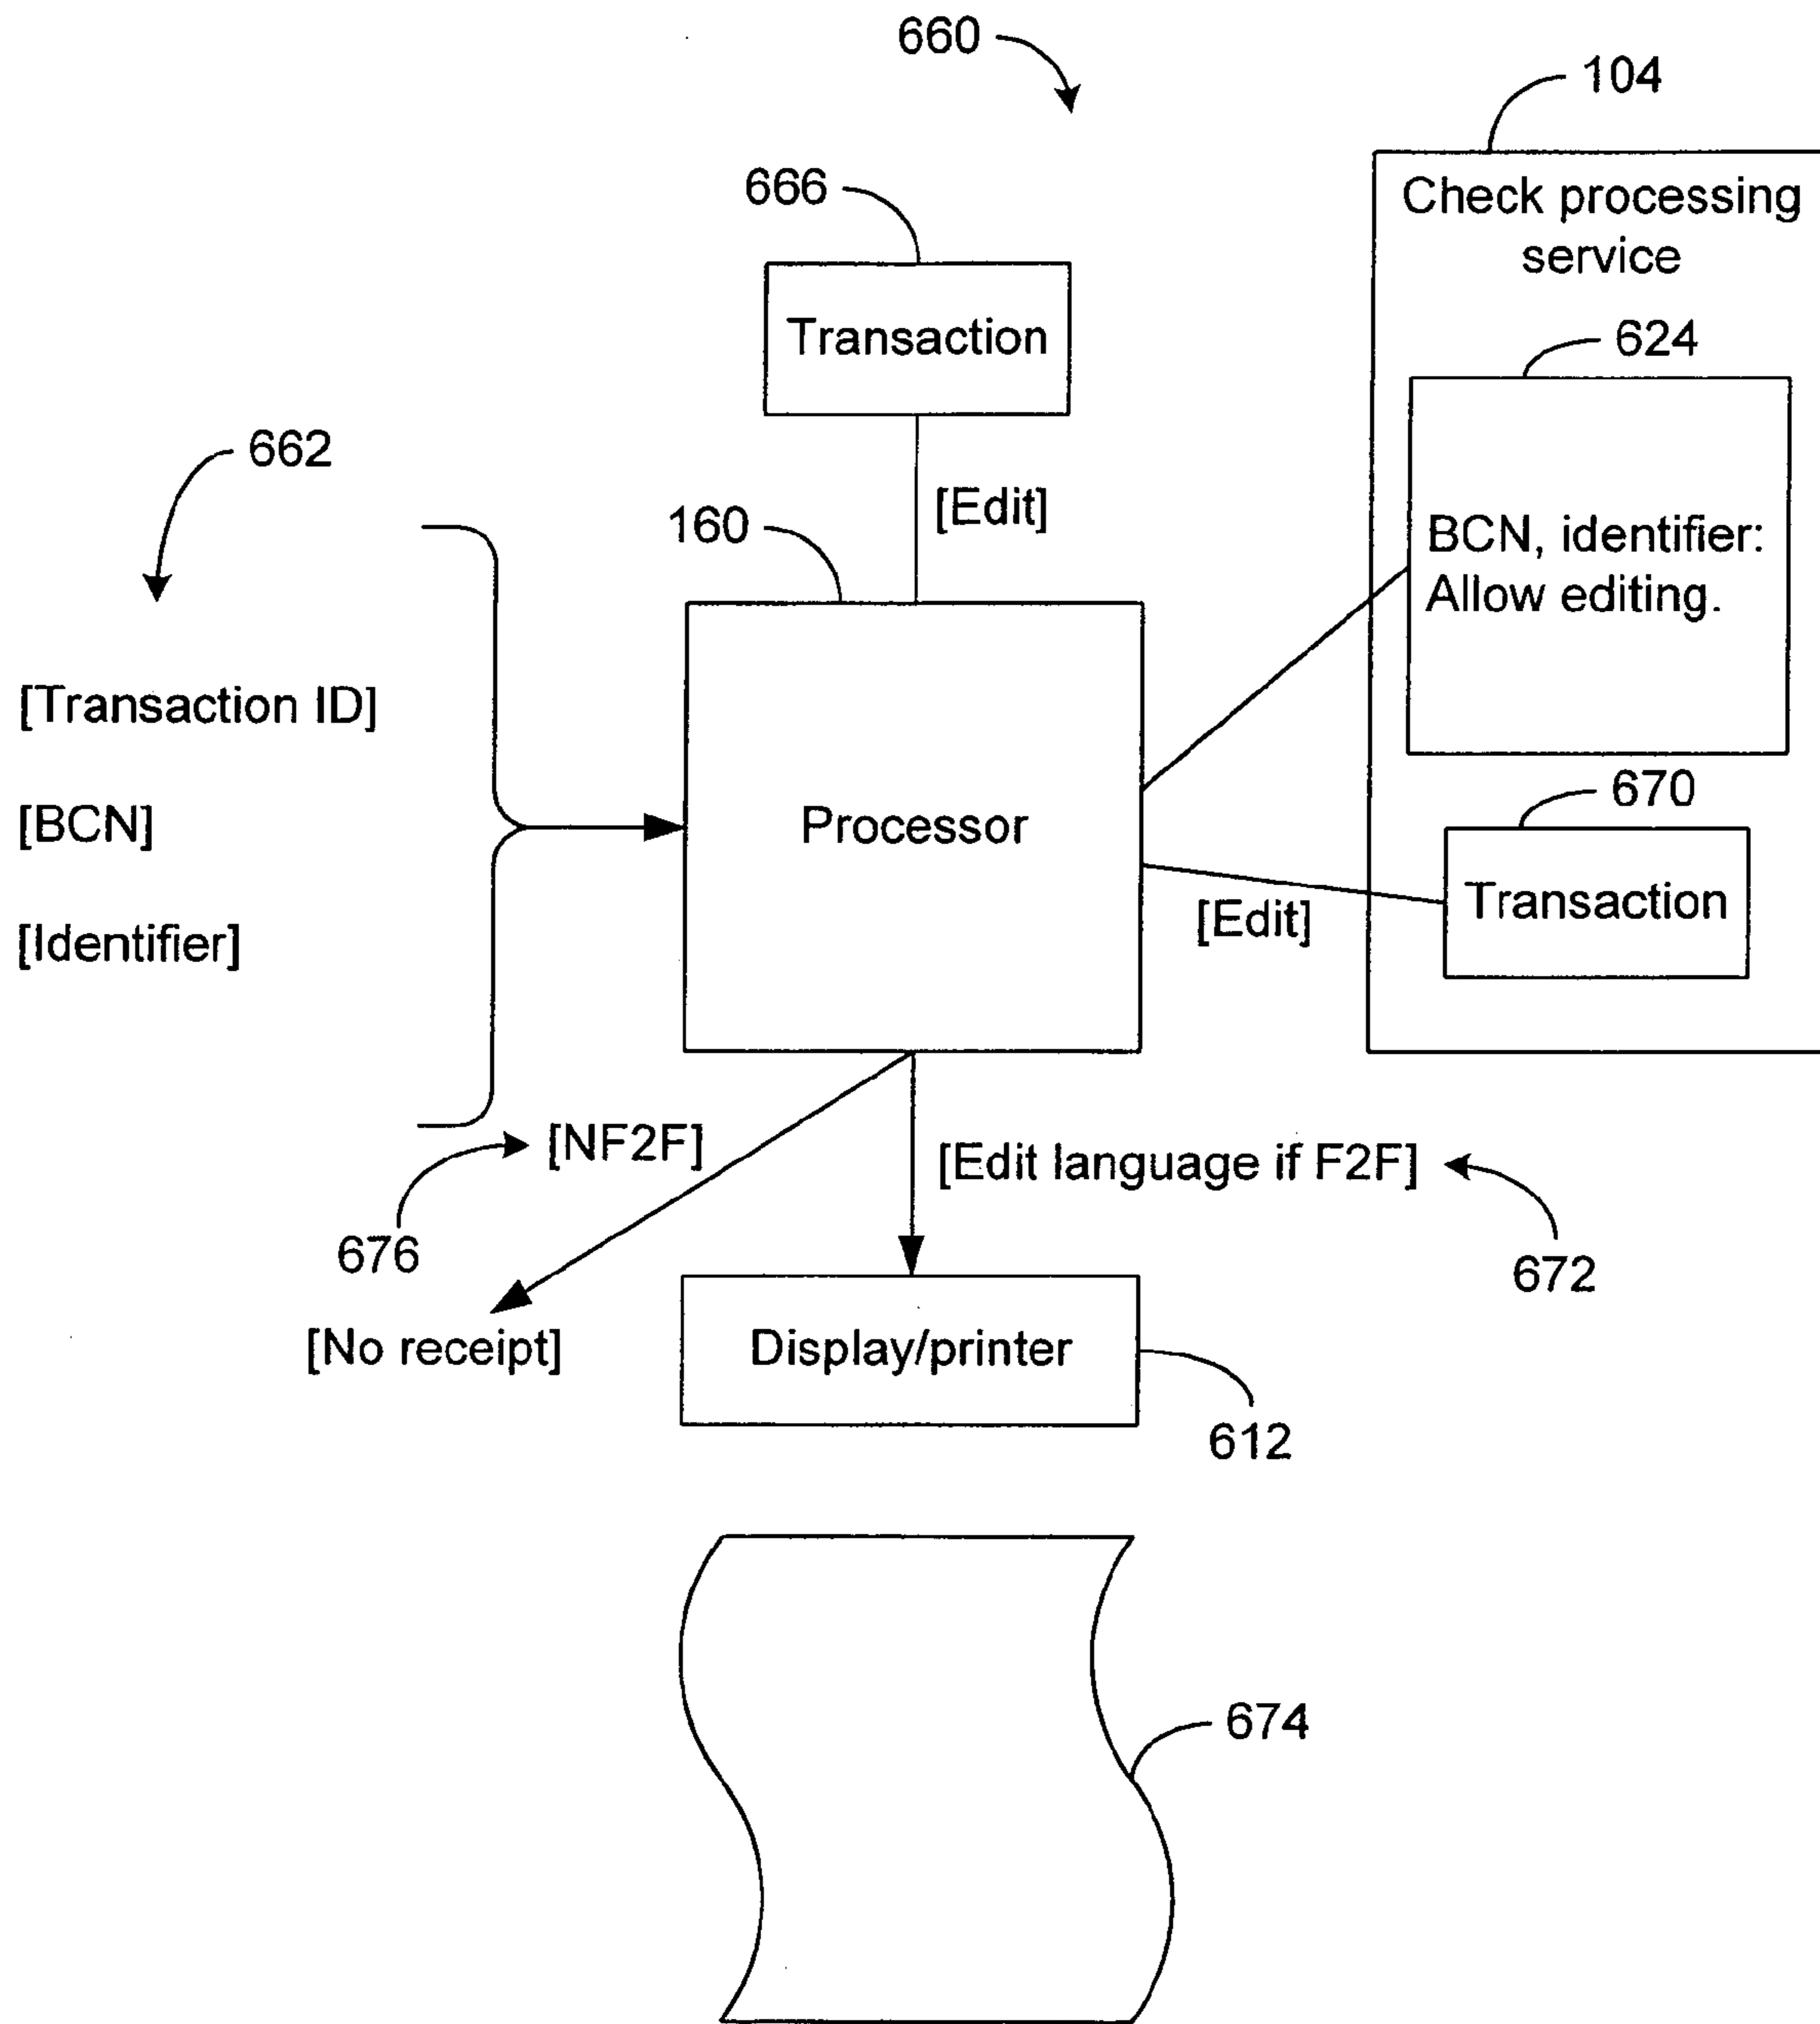 660
104
Check processing
service
666
Transaction
624
662
[Edit]
160
BCN, identifier:
Allow editing.
[Transaction ID]
[BCN]
[Identifier]
Processor
670
Transaction
[Edit]
[NF2F]
[Edit language if F2F]
676
672
[No receipt]
Display/printer
612
674